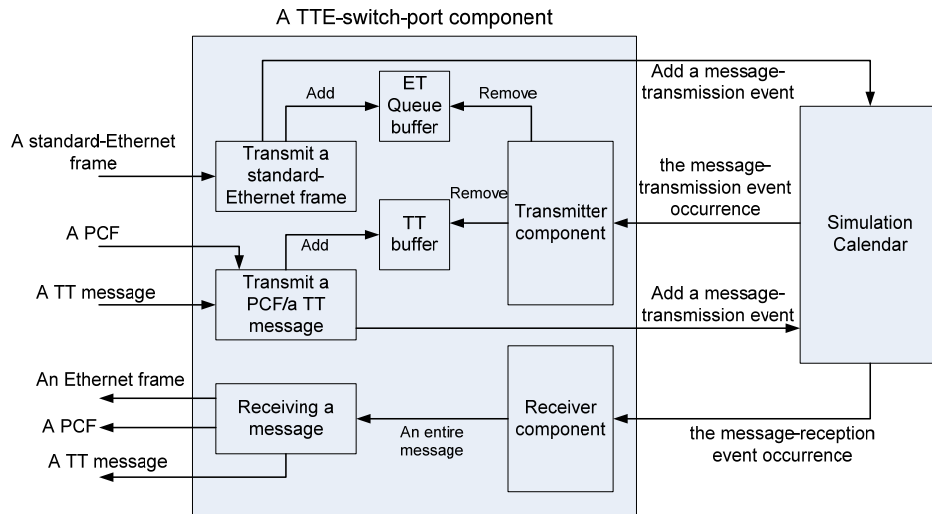 A TTE-switch-port component
Add a message-
transmission event
ET
Queue
buffer
Add
Remove
A standard-Ethernet
frame
Transmit a
standard-
Ethernet frame
the message-
transmission event
occurrence
Remove
Transmitter
component
TT
buffer
Simulation
Calendar
A PCF
Add
A TT message
Transmit a
PCF/a TT
message
Add a message-
transmission event
An Ethernet frame
Receiving a
message
Receiver
component
A PCF
An entire
message
the message-reception
event occurrence
A TT message